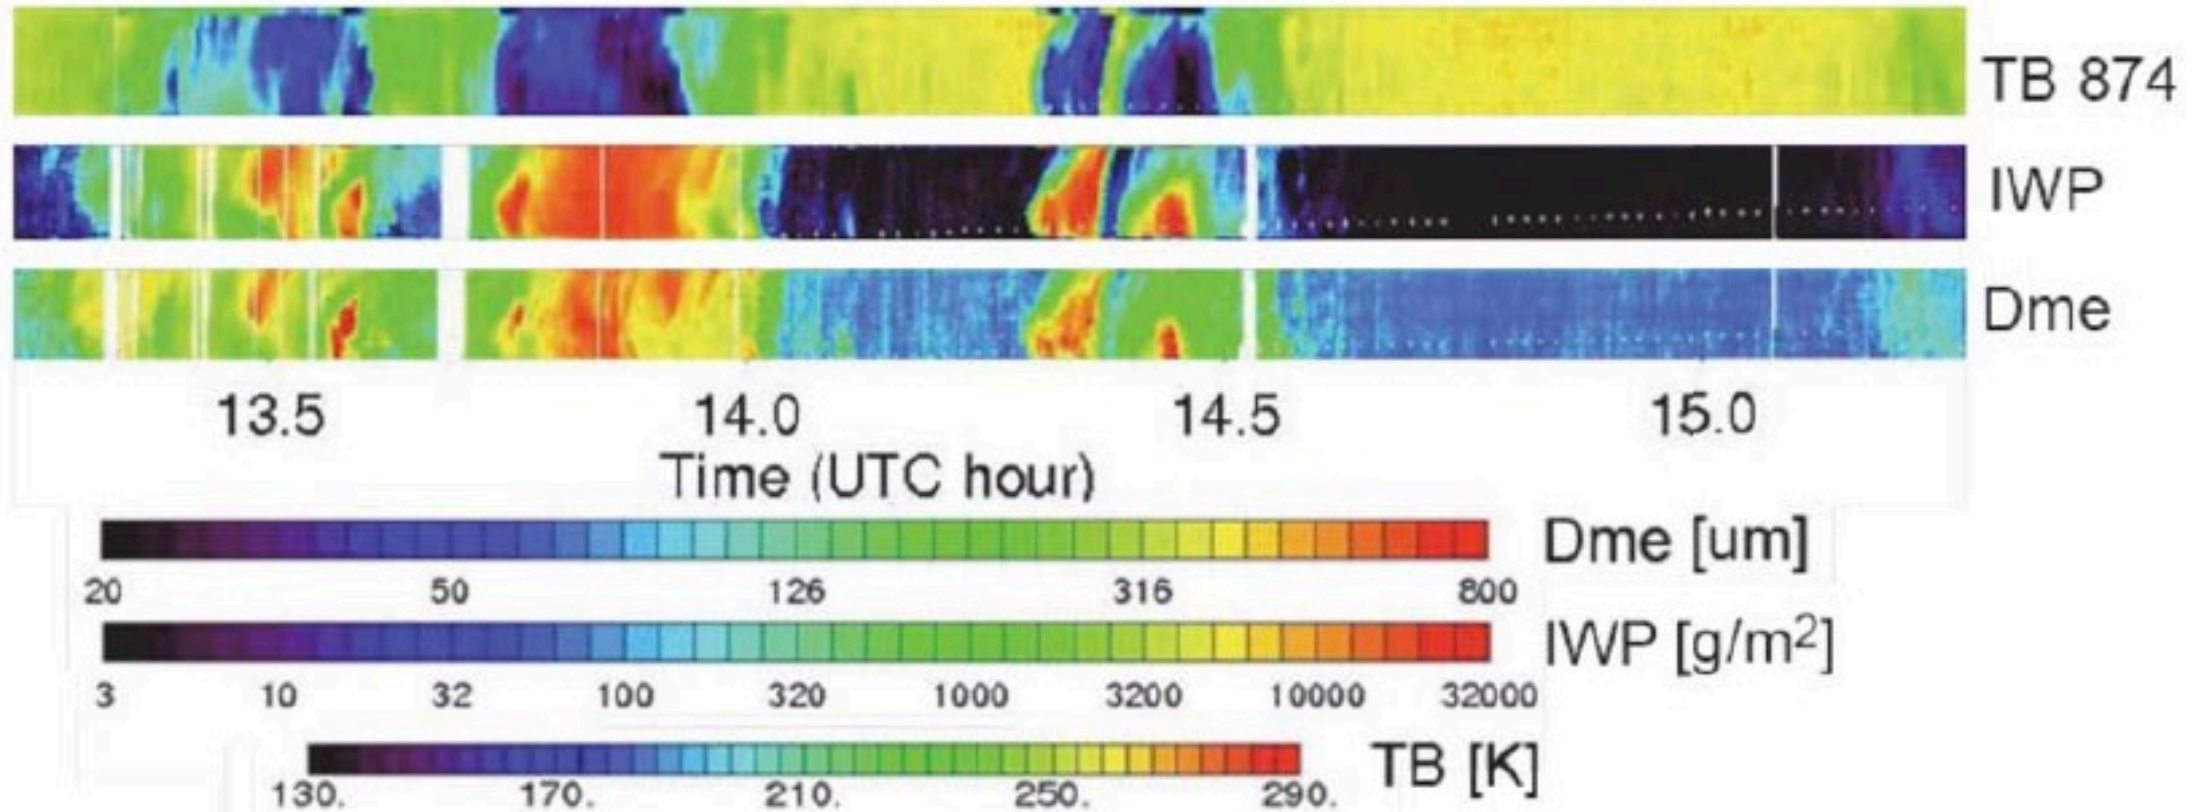 TB 874
IWP
Dme
13.5 14.0 14.5 15.0
Time (UTC hour)
Dme [um]
20 50 126 316 800
IWP [g/m²]
3 10 32 100 320 1000 3200 10000 32000
TB [K]
130. 170. 210. 250. 290.